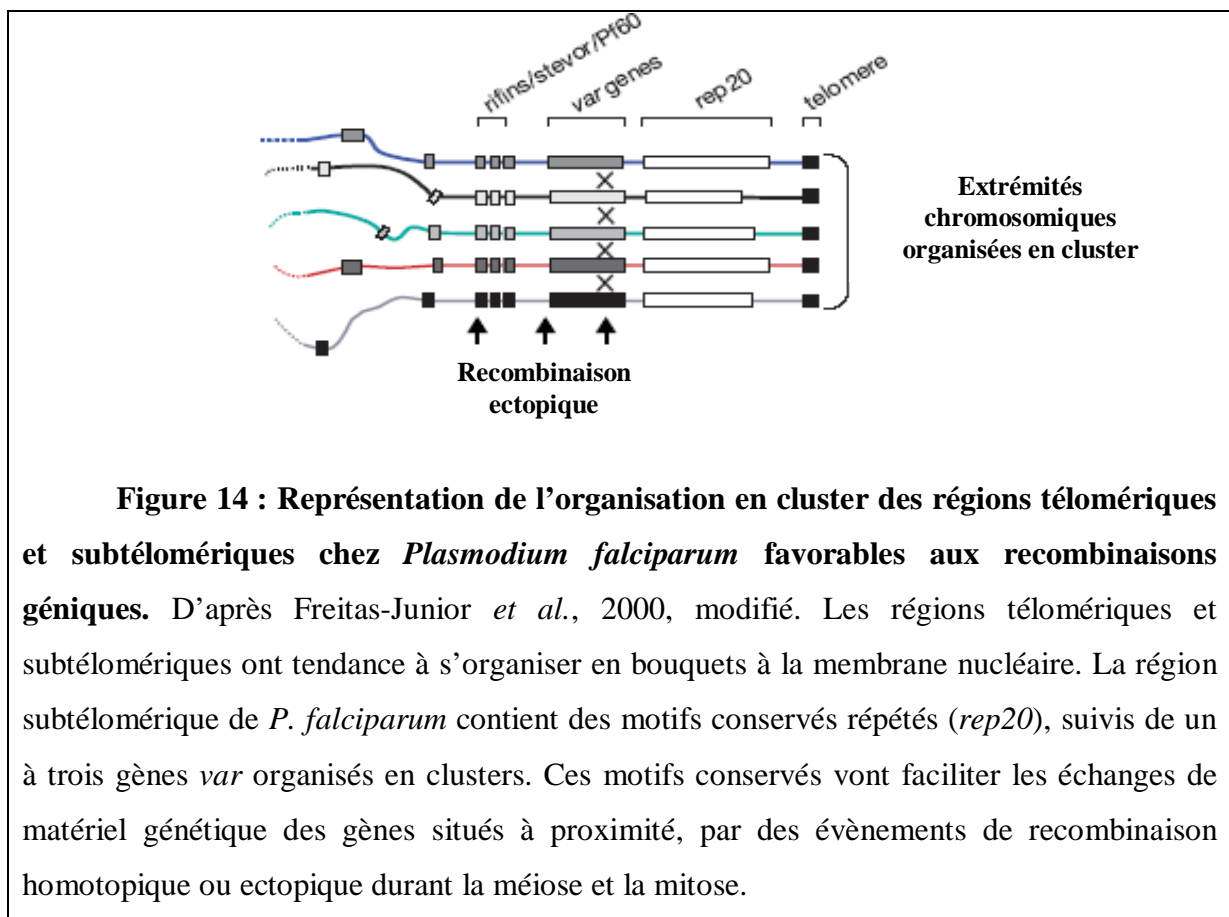 rifins/stevor/Pf60
var genes
rep20
telomere
Extrémités
chromosomiques
organisées en cluster
Recombinaison
ectopique
Figure 14 : Représentation de l’organisation en cluster des régions télomériques
et subtélomériques chez Plasmodium falciparum favorables aux recombinaisons
géniques. D’après Freitas-Junior et al., 2000, modifié. Les régions télomériques et
subtélomériques ont tendance à s’organiser en bouquets à la membrane nucléaire. La région
subtélomérique de P. falciparum contient des motifs conservés répétés (rep20), suivis de un
à trois gènes var organisés en clusters. Ces motifs conservés vont faciliter les échanges de
matériel génétique des gènes situés à proximité, par des évènements de recombinaison
homotopique ou ectopique durant la méiose et la mitose.